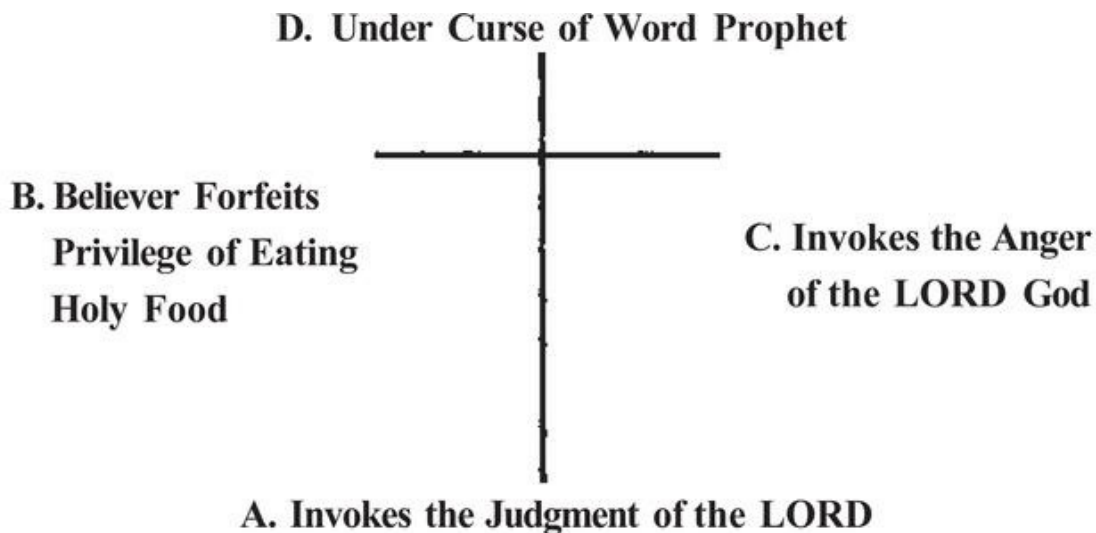 D. Under Curse of Word Prophet
B. Believer Forfeits
Privilege of Eating
Holy Food
C. Invokes the Anger
of the LORD God
A. Invokes the Judgment of the LORD